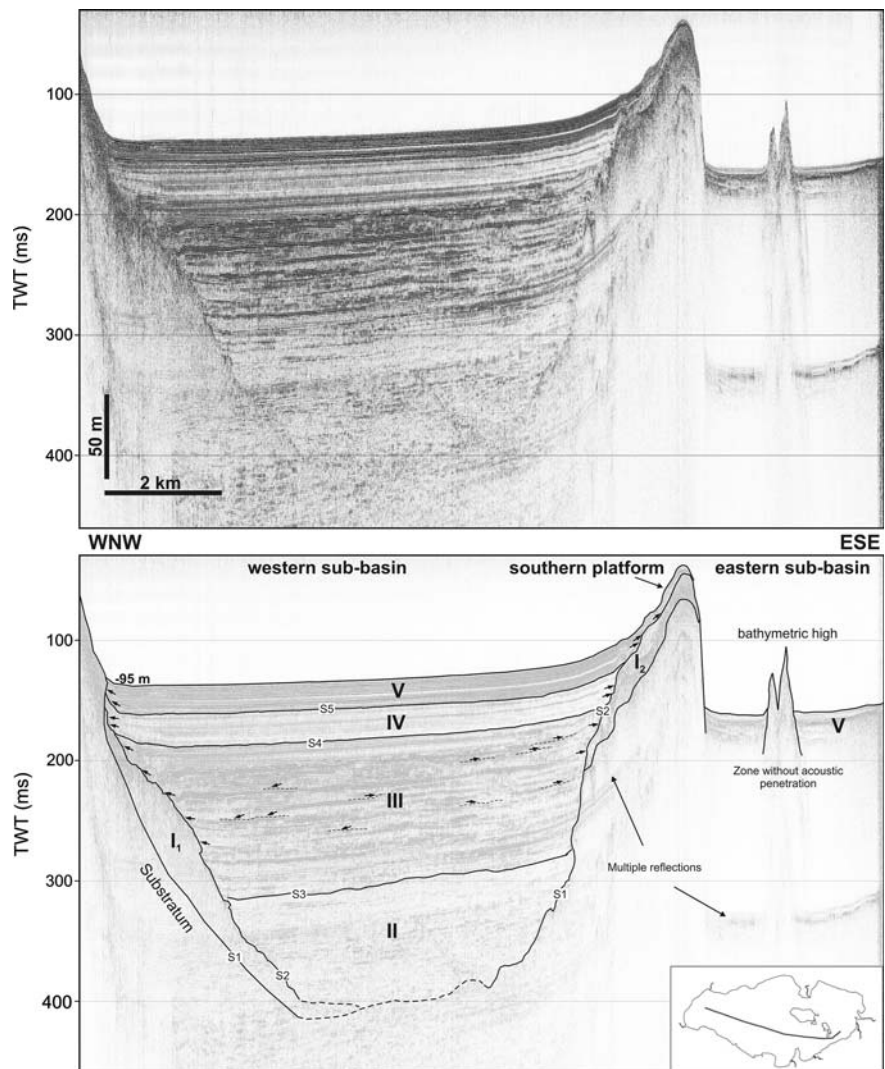 100
200
300
400
TWT (ms)
50 m
2 km
WNW ESE
western sub-basin southern platform eastern sub-basin
100
200
300
400
TWT (ms)
bathymetric high
-95 m
V
S5
IV
S4
I2
S2
V
Zone without acoustic
penetration
III
I1
Substratum
Multiple reflections
S3
S1
II
S1
S2